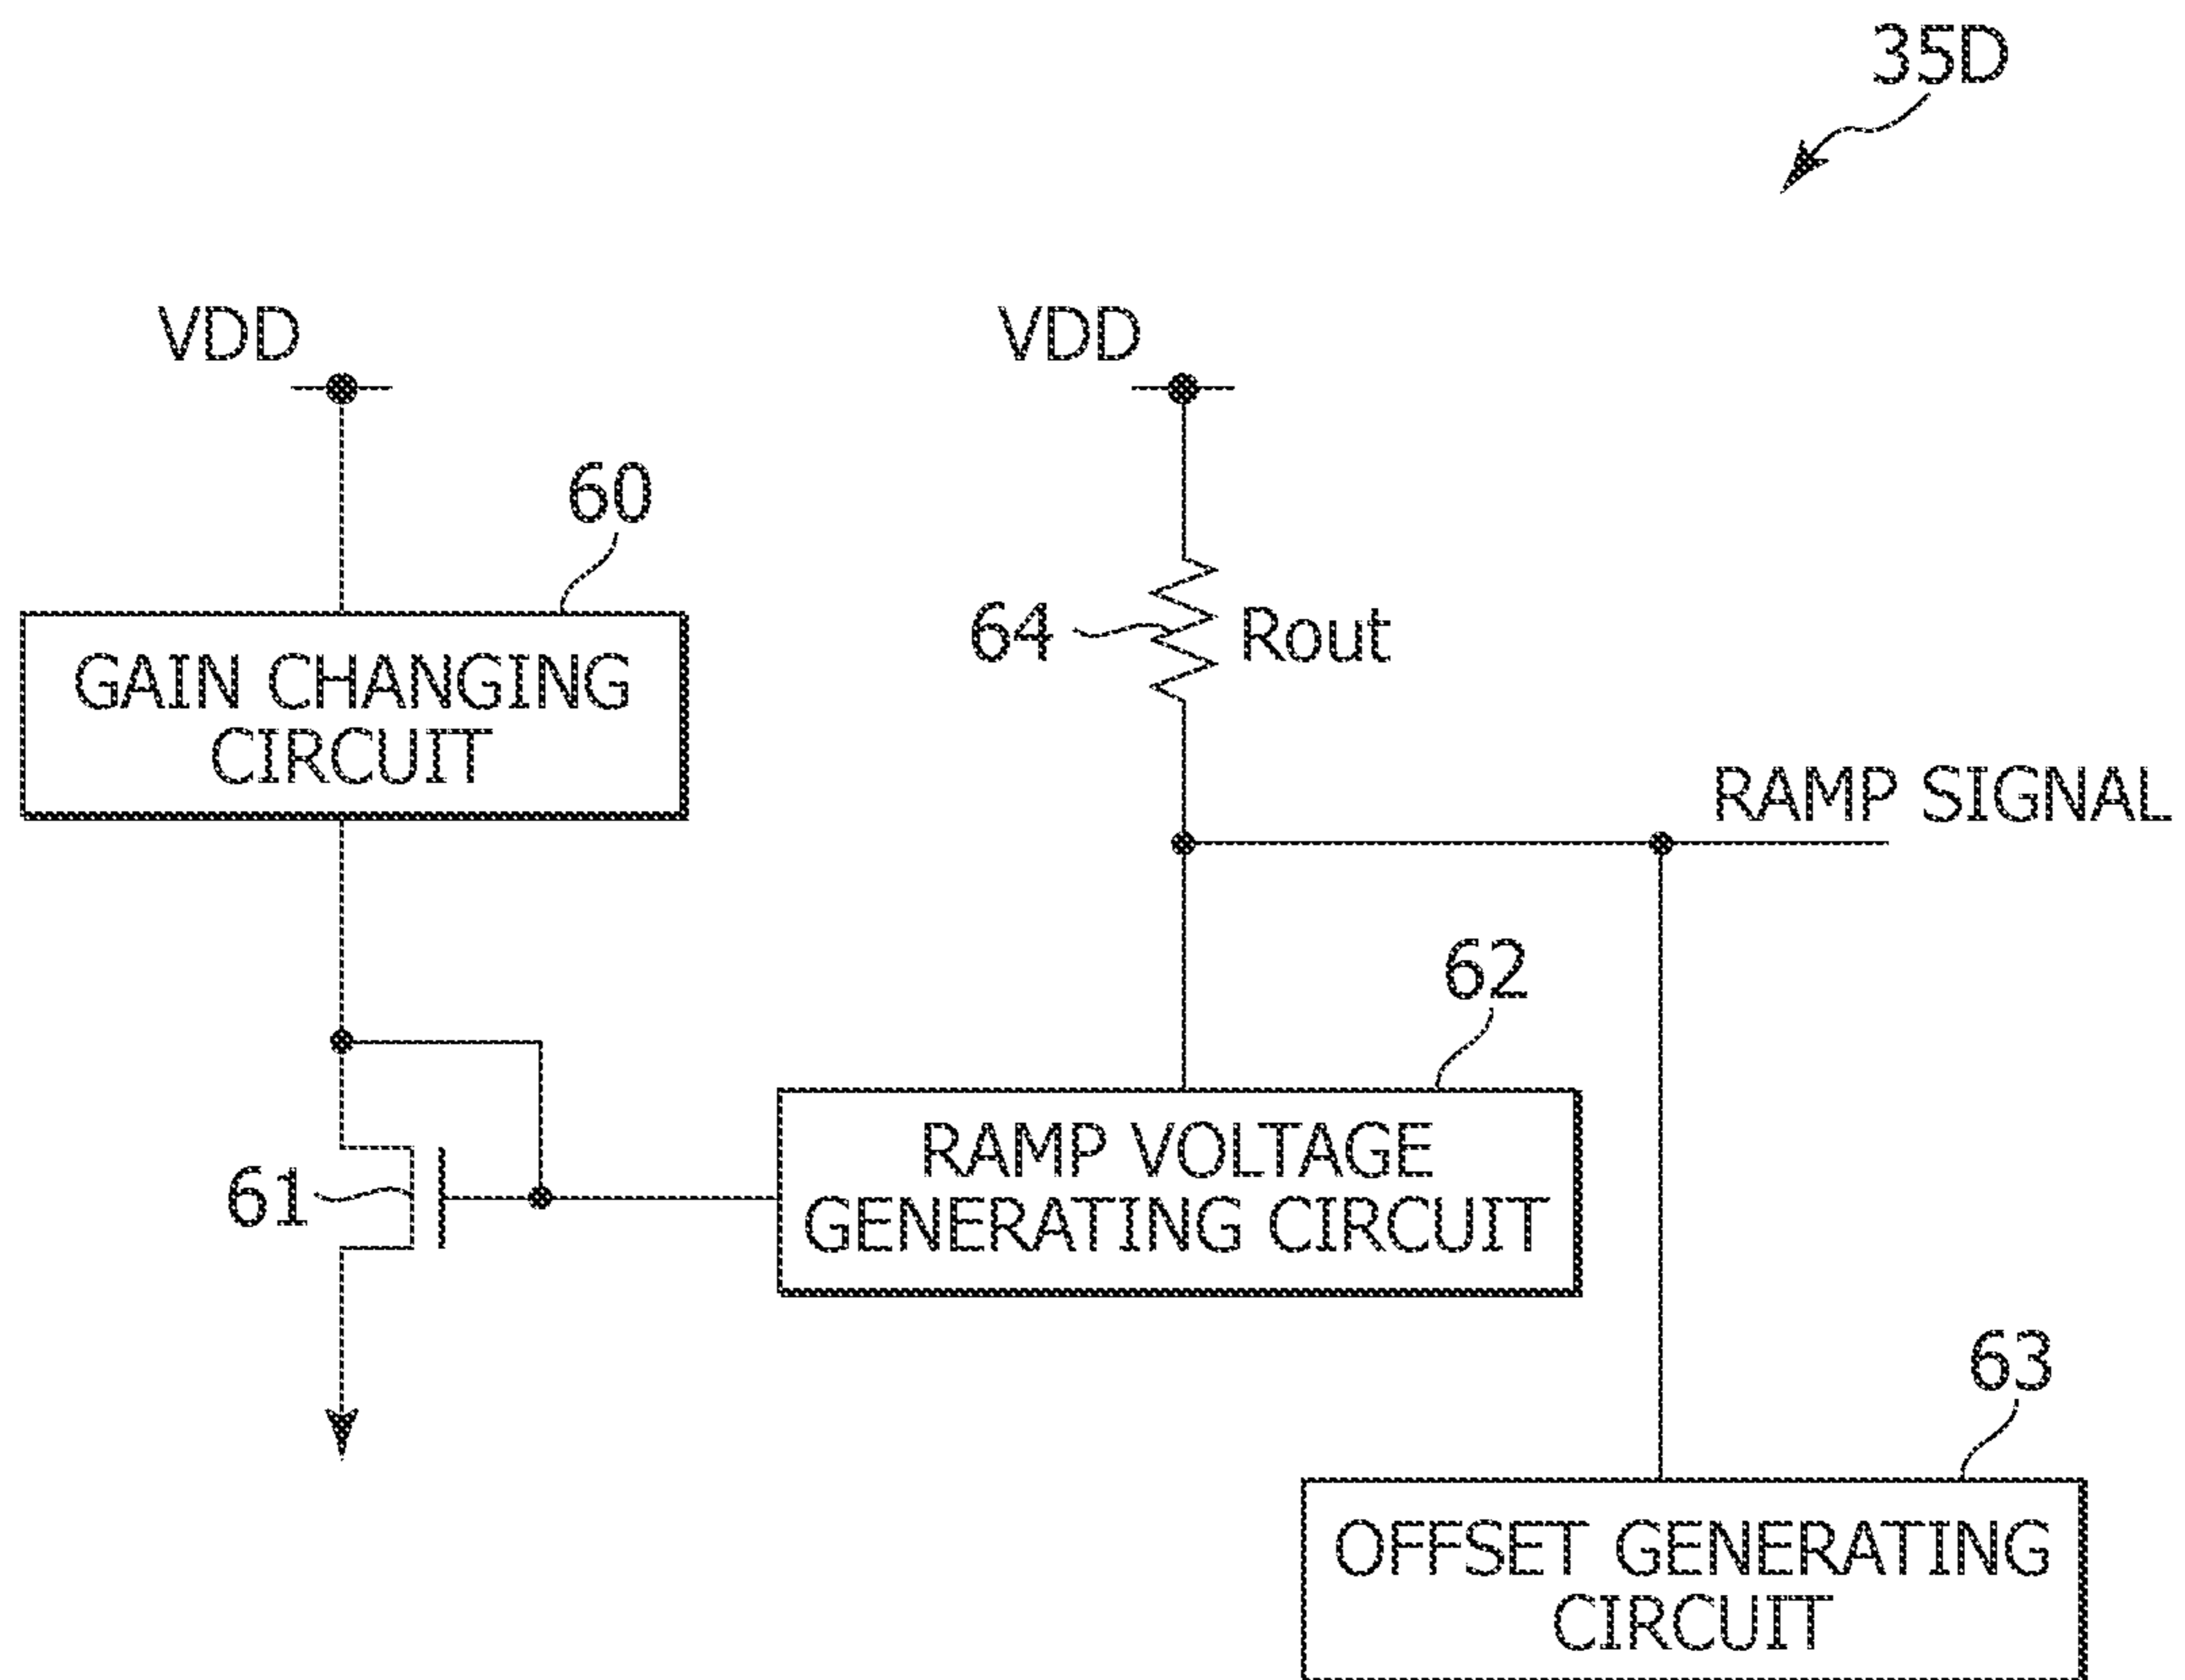 35D
VDD
VDD
60
GAIN CHANGING
CIRCUIT
64
Rout
RAMP SIGNAL
62
RAMP VOLTAGE
GENERATING CIRCUIT
61
63
OFFSET GENERATING
CIRCUIT